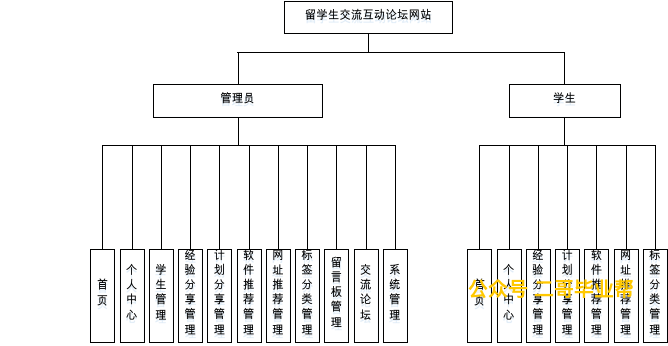 留学生交流互动论坛网站
管理员
学生
首页
个人中心
学生管理
经验分享管理
计划分享管理
软件推荐管理
网址推荐管理
标签分类管理
留言板管理
交流论坛
系统管理
首页
个人中心
经验分享管理
计划分享管理
软件推荐管理
网址推荐管理
标签分类管理
公众号 二哥毕业帮